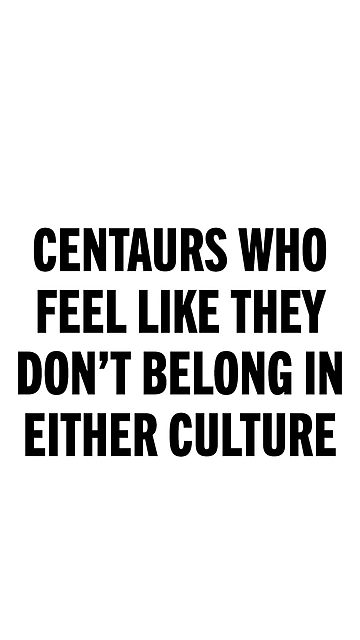 CENTAURS WHO
FEEL LIKE THEY
DON’T BELONG IN
EITHER CULTURE